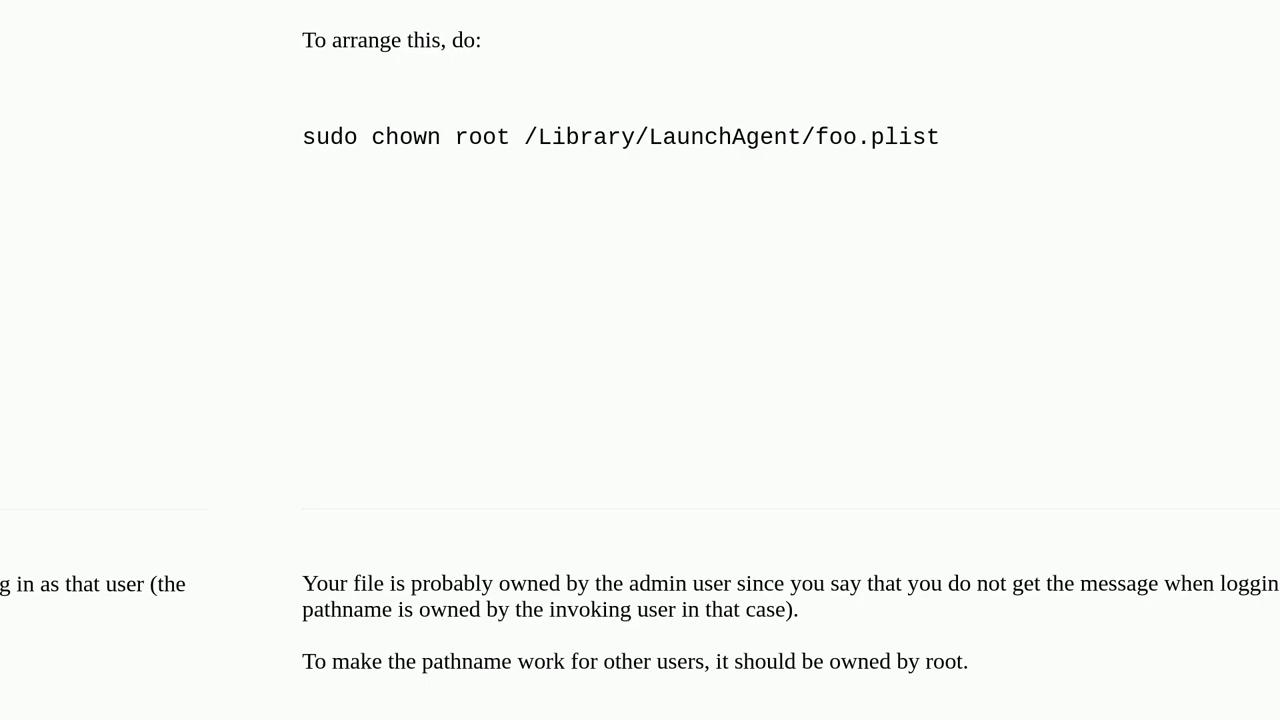 To arrange this, do:
sudo chown root /Library/LaunchAgent/foo.plist
g in as that user (the
Your file is probably owned by the admin user since you say that you do not get the message when loggin
pathname is owned by the invoking user in that case).
To make the pathname work for other users, it should be owned by root.